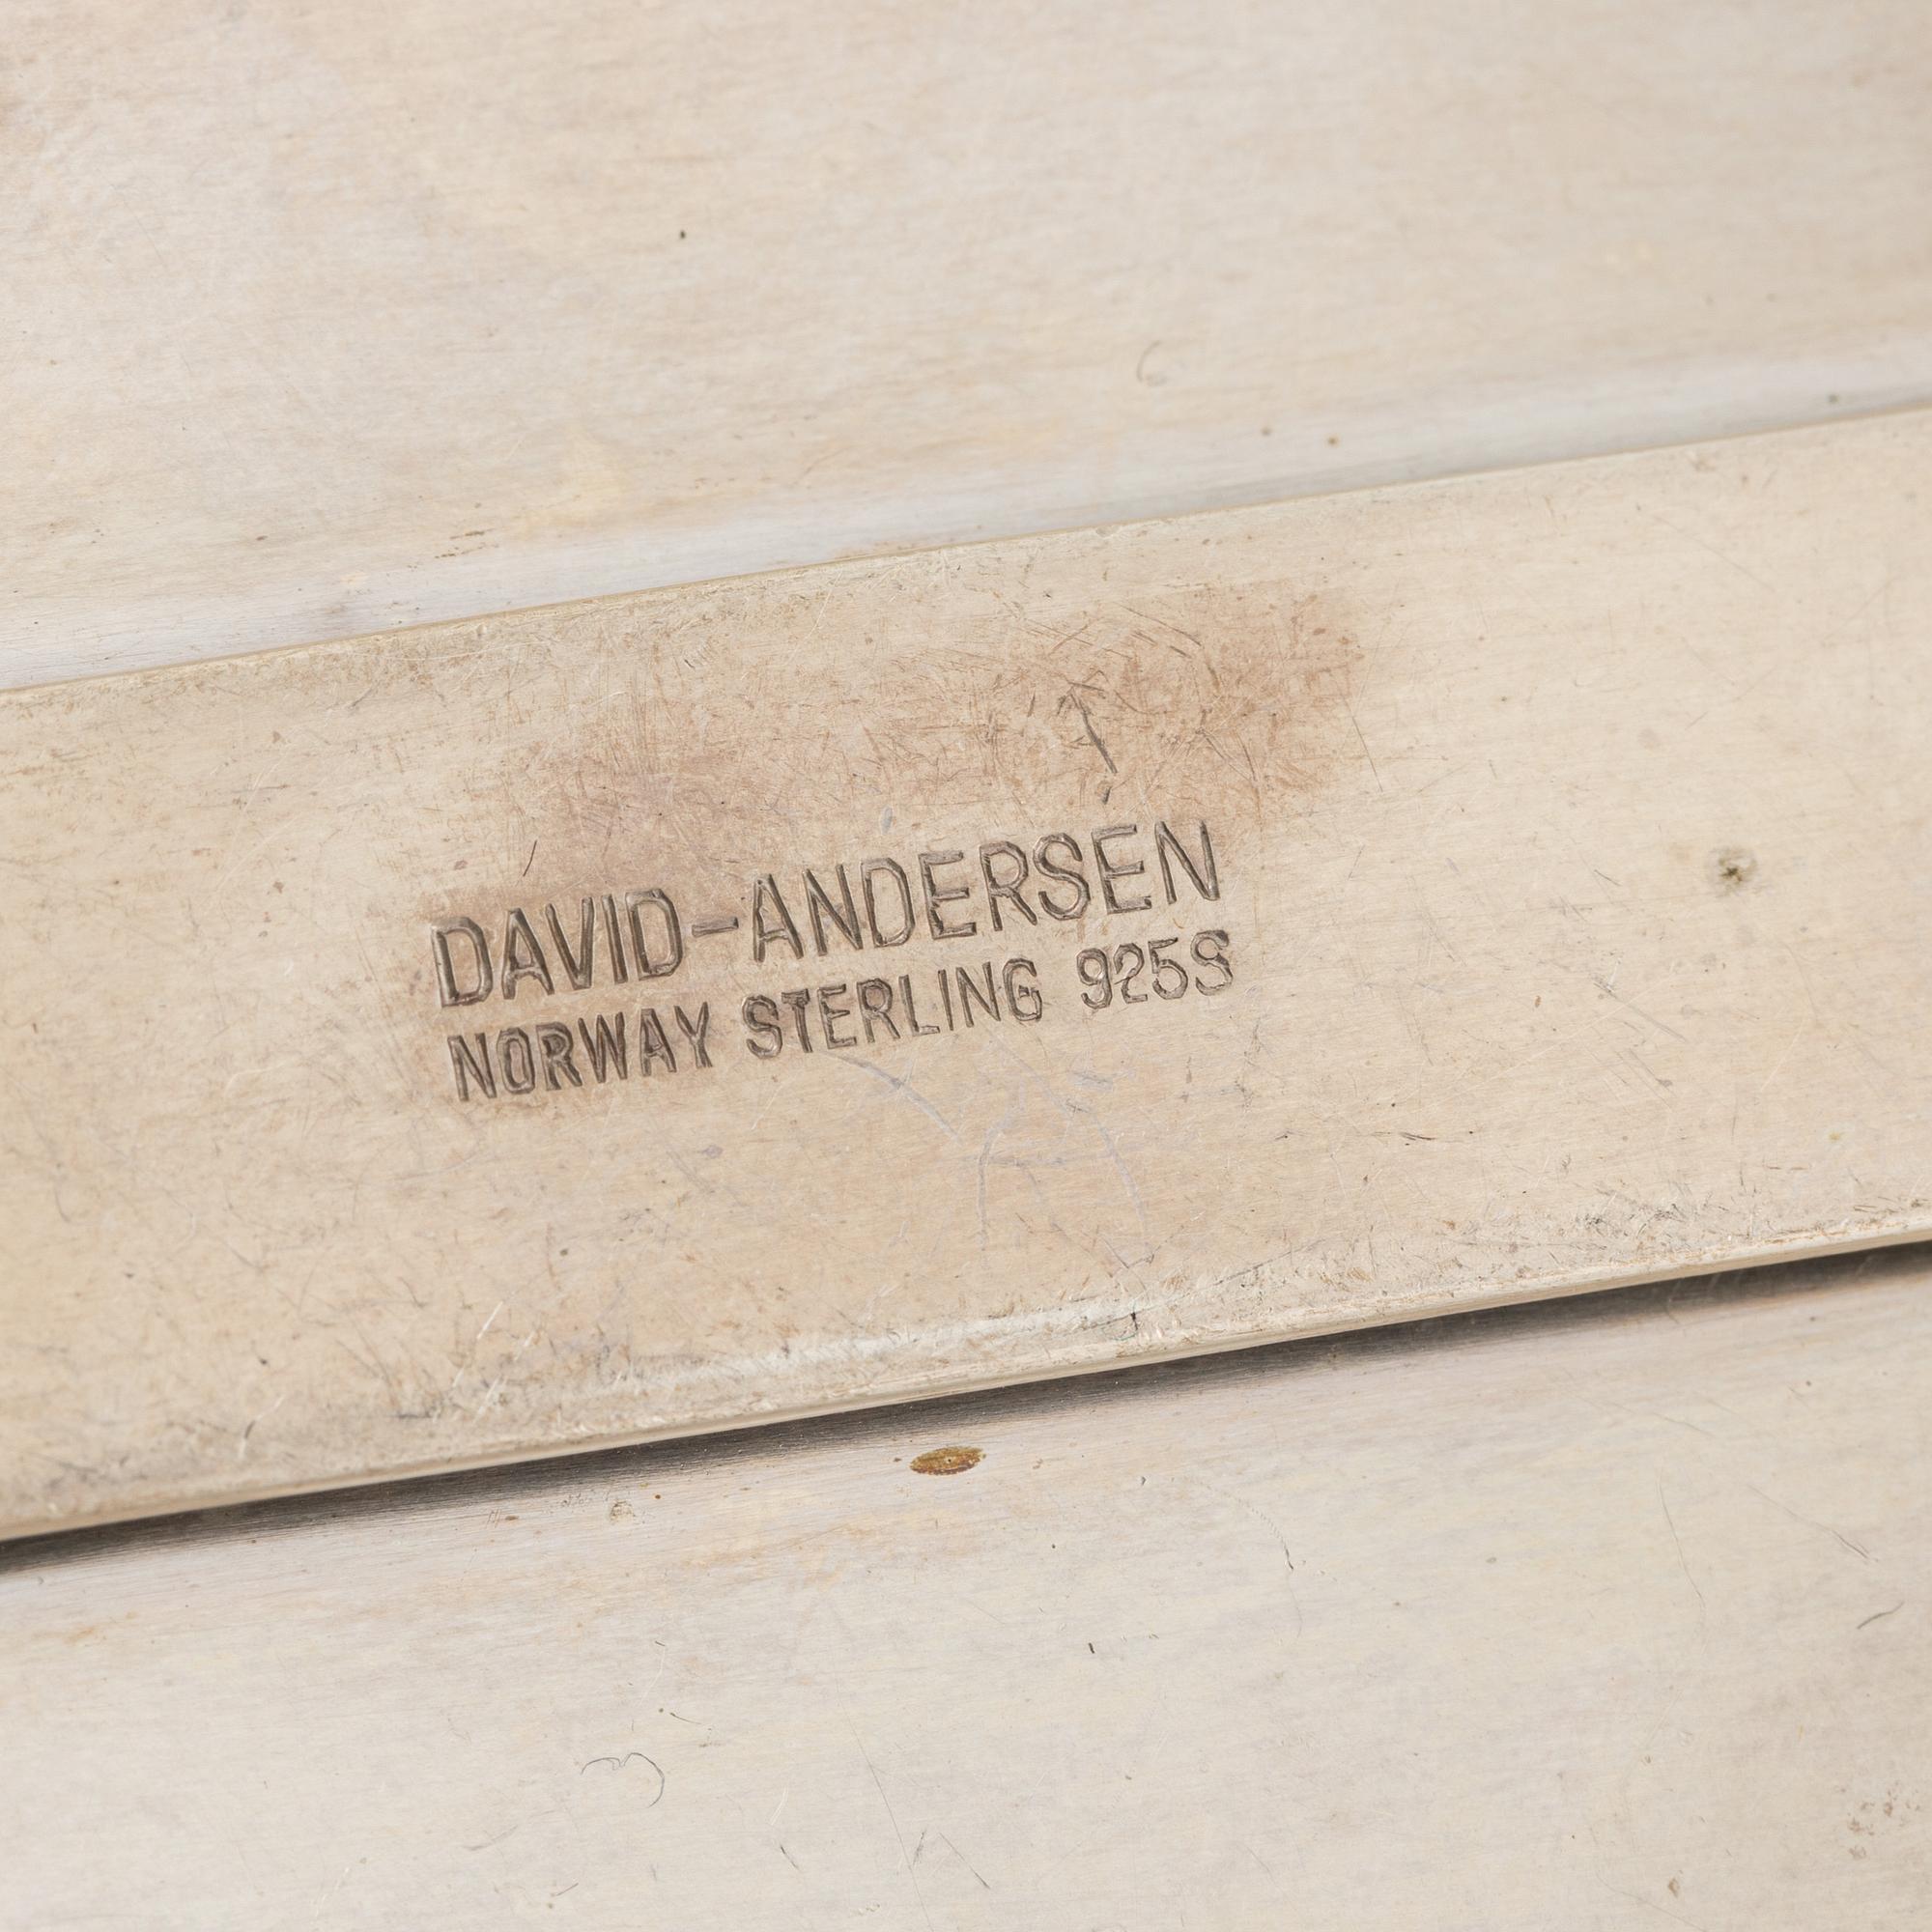 DAVID-ANDERSEN
NORWAY STERLING 925S